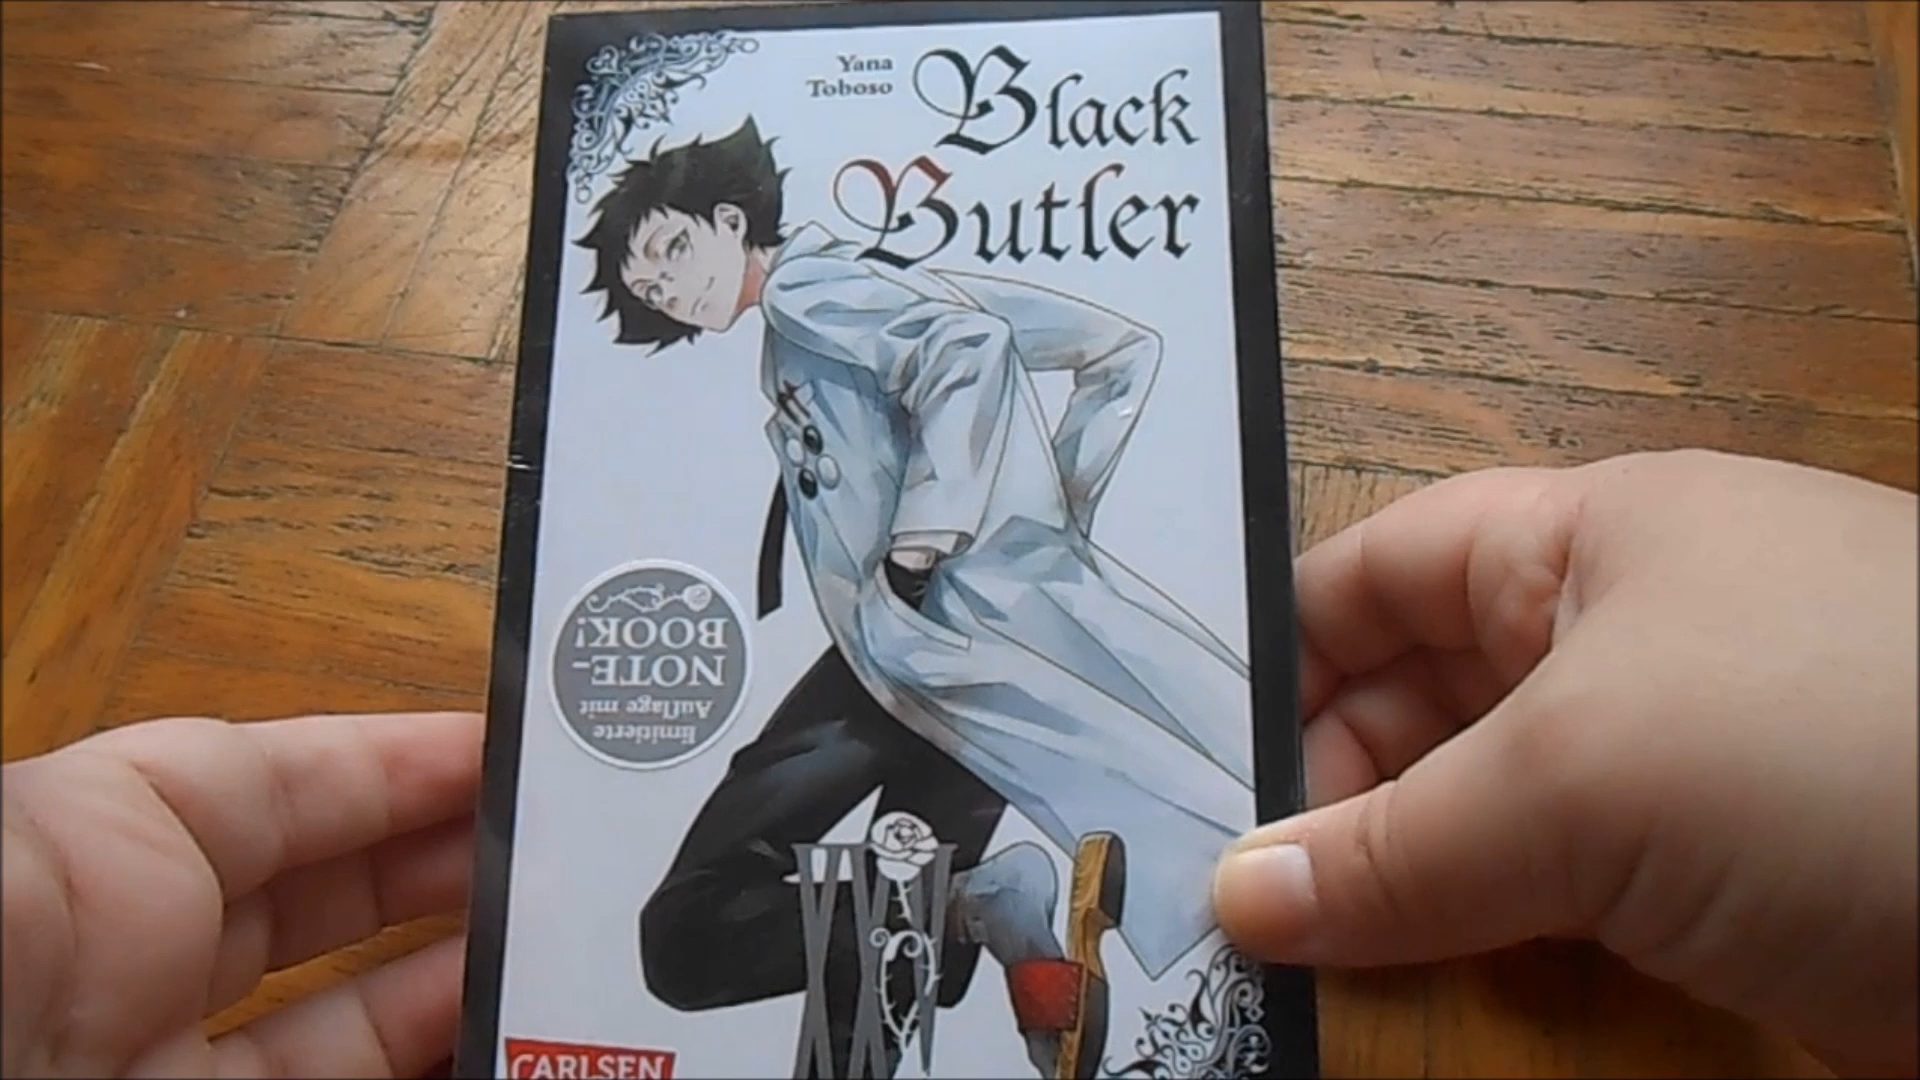 Yana
Toboso
Black
Butler
limitierte
Auflage mit
NOTE-
BOOK!
XXV
CARLSEN